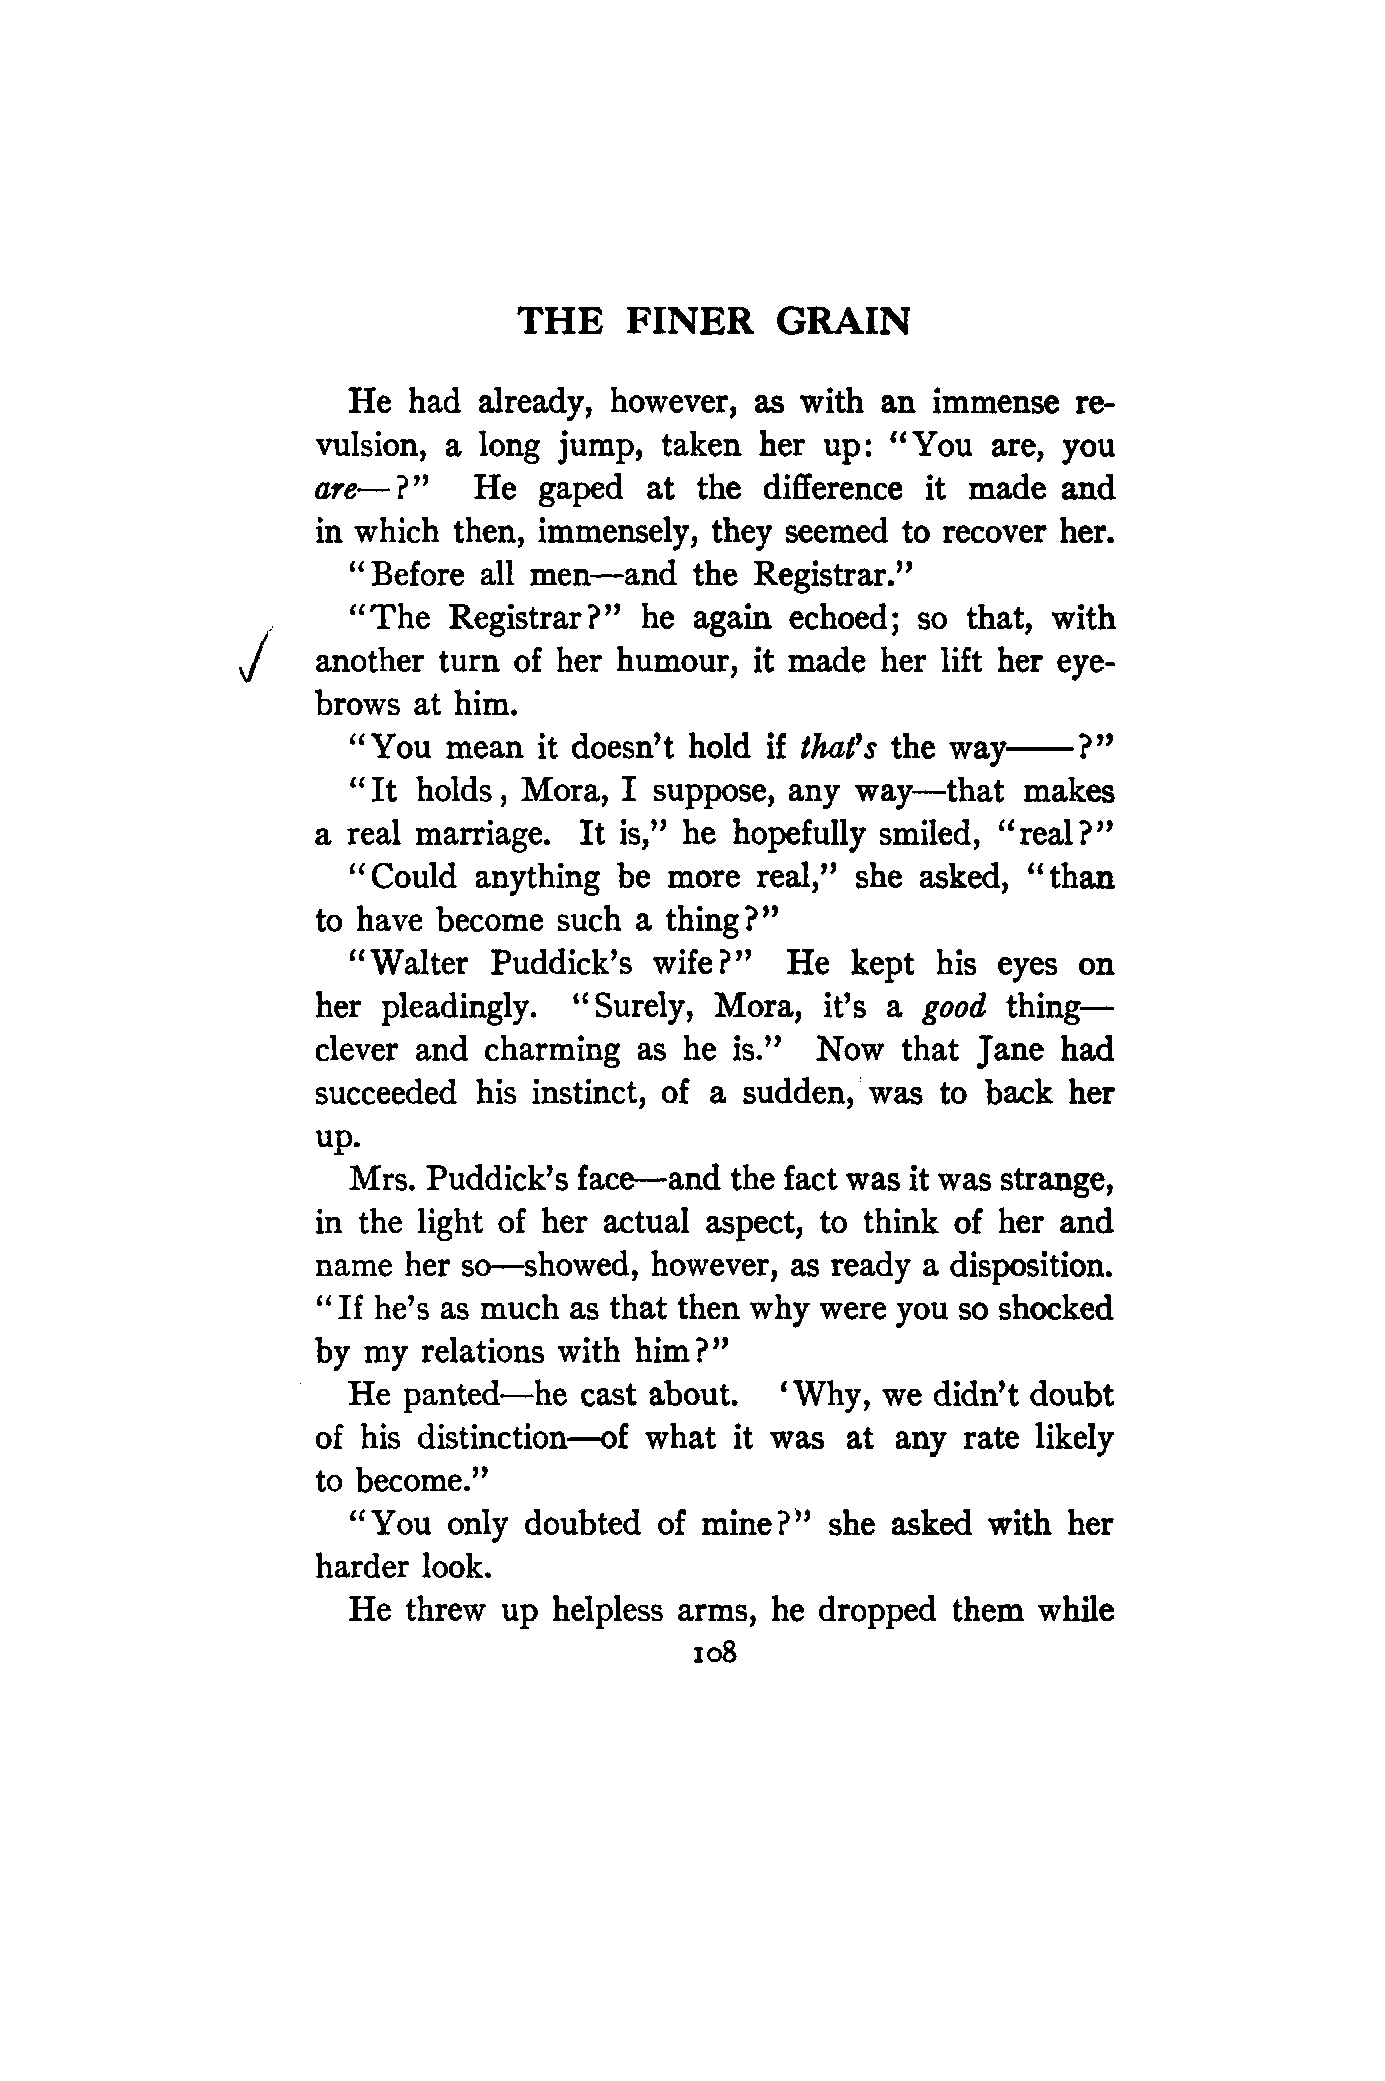 THE FINER GRAIN
He had already, however, as with an immense re-
vulsion, a long jump, taken her up: "You are, you
are—?" He gaped at the difference it made and
in which then, immensely, they seemed to recover her.
"Before all men—and the Registrar."
"The Registrar?" he again echoed; so that, with
another turn of her humour, it made her lift her eye-
brows at him.
"You mean it doesn't hold if that's the way——?"
"It holds, Mora, I suppose, any way—that makes
a real marriage. It is," he hopefully smiled, "real?"
"Could anything be more real," she asked, "than
to have become such a thing?"
"Walter Puddick's wife?" He kept his eyes on
her pleadingly. "Surely, Mora, it's a good thing—
clever and charming as he is." Now that Jane had
succeeded his instinct, of a sudden, was to back her
up.
Mrs. Puddick's face—and the fact was it was strange,
in the light of her actual aspect, to think of her and
name her so—showed, however, as ready a disposition.
"If he's as much as that then why were you so shocked
by my relations with him?"
He panted—he cast about. 'Why, we didn't doubt
of his distinction—of what it was at any rate likely
to become."
"You only doubted of mine?" she asked with her
harder look.
He threw up helpless arms, he dropped them while
108